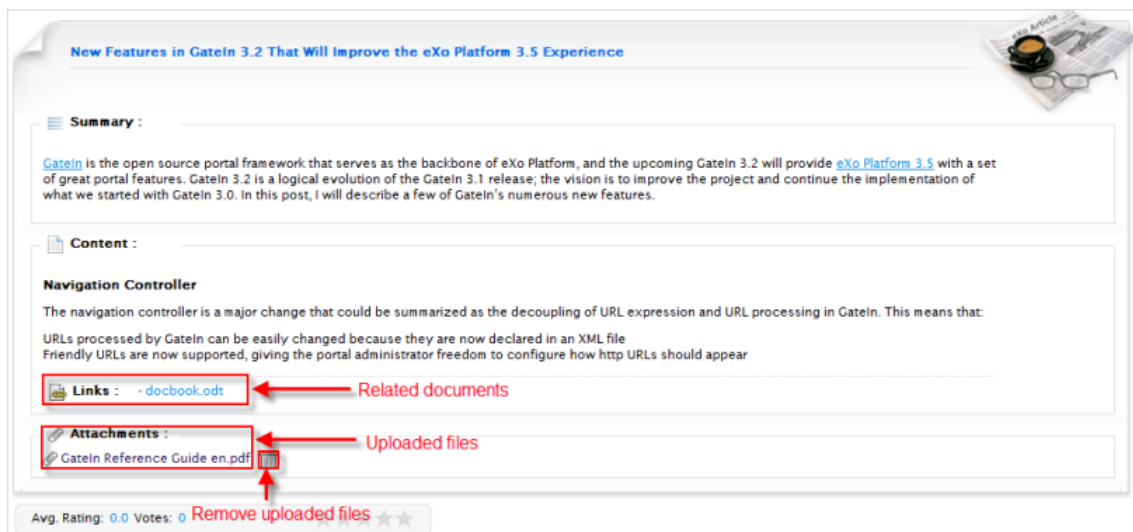 New Features in GateIn 3.2 That Will Improve the eXo Platform 3.5 Experience
eXo Article
Summary :
GateIn is the open source portal framework that serves as the backbone of eXo Platform, and the upcoming GateIn 3.2 will provide eXo Platform 3.5 with a set
of great portal features. GateIn 3.2 is a logical evolution of the GateIn 3.1 release; the vision is to improve the project and continue the implementation of
what we started with GateIn 3.0. In this post, I will describe a few of GateIn's numerous new features.
Content :
Navigation Controller
The navigation controller is a major change that could be summarized as the decoupling of URL expression and URL processing in GateIn. This means that:
URLs processed by GateIn can be easily changed because they are now declared in an XML file
Friendly URLs are now supported, giving the portal administrator freedom to configure how http URLs should appear
Links : - docbook.odt Related documents
Attachments : Uploaded files
GateIn Reference Guide en.pdf
Avg. Rating: 0.0 Votes: 0 Remove uploaded files